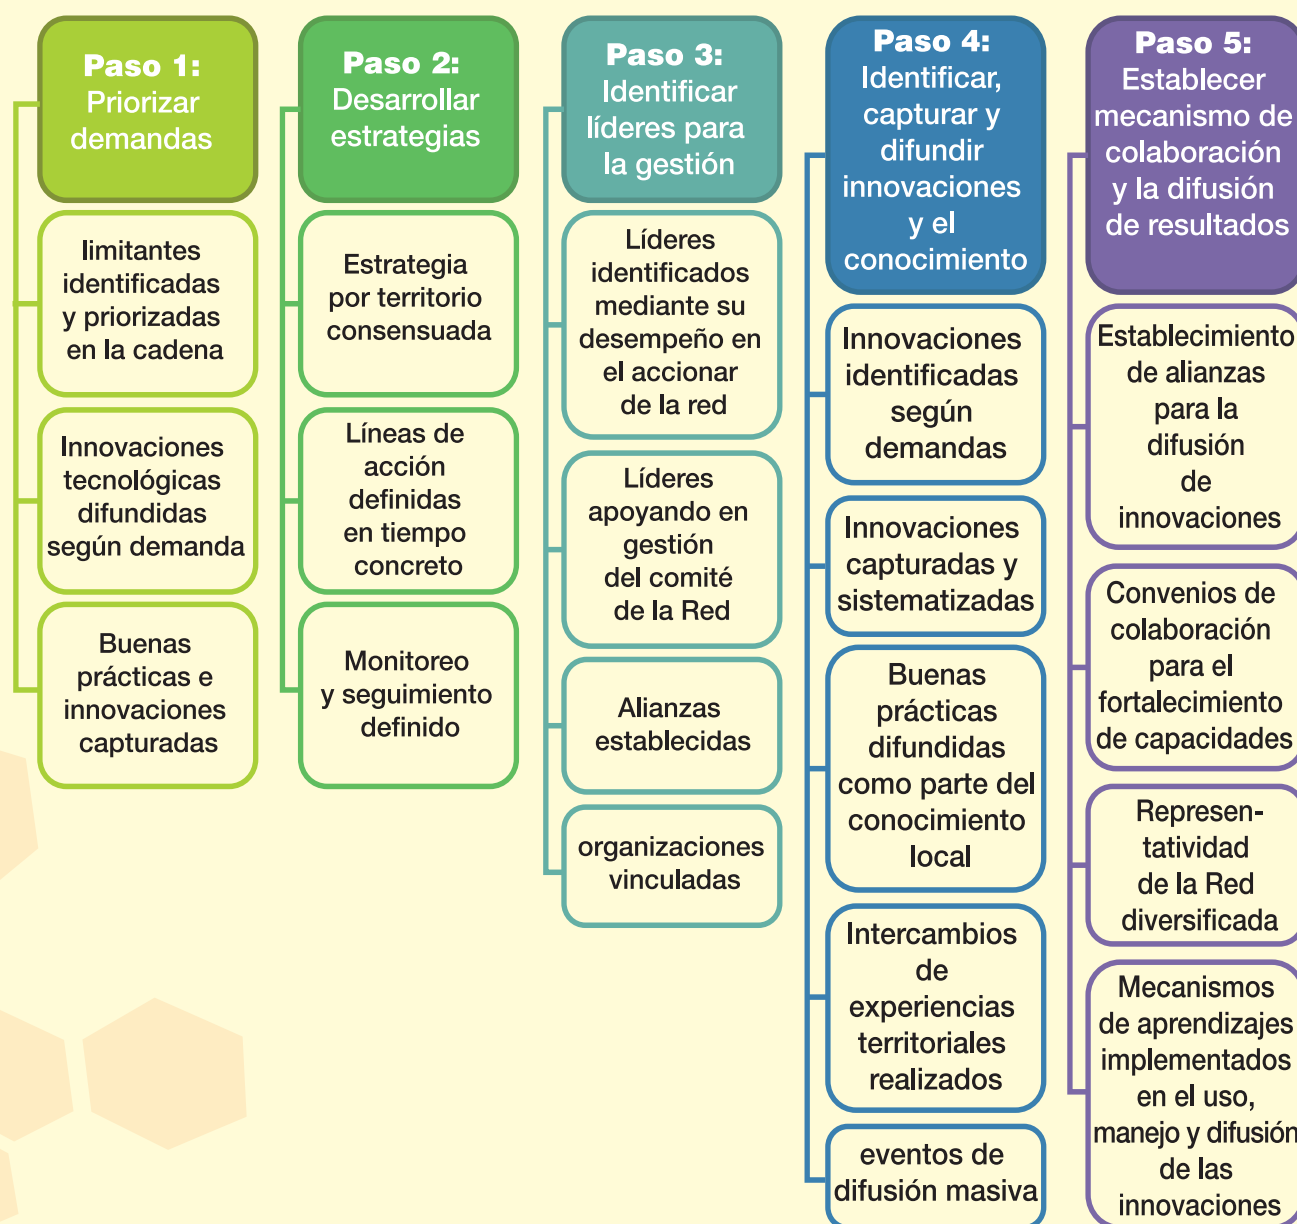 Paso 1:
Priorizar
demandas
limitantes
identificadas
y priorizadas
en la cadena
Innovaciones
tecnológicas
difundidas
según demanda
Buenas
prácticas e
innovaciones
capturadas
Paso 2:
Desarrollar
estrategias
Estrategia
por territorio
consensuada
Líneas de
acción
definidas
en tiempo
concreto
Monitoreo
y seguimiento
definido
Paso 3:
Identificar
líderes para
la gestión
Líderes
identificados
mediante su
desempeño en
el accionar
de la red
Líderes
apoyando en
gestión
del comité
de la Red
Alianzas
establecidas
organizaciones
vinculadas
Paso 4:
Identificar,
capturar y
difundir
innovaciones
y el
conocimiento
Innovaciones
identificadas
según
demandas
Innovaciones
capturadas y
sistematizadas
Buenas
prácticas
difundidas
como parte del
conocimiento
local
Intercambios
de
experiencias
territoriales
realizados
eventos de
difusión masiva
Paso 5:
Establecer
mecanismo de
colaboración
y la difusión
de resultados
Establecimiento
de alianzas
para la
difusión
de
innovaciones
Convenios de
colaboración
para el
fortalecimiento
de capacidades
Represen-
tatividad
de la Red
diversificada
Mecanismos
de aprendizajes
implementados
en el uso,
manejo y difusión
de las
innovaciones